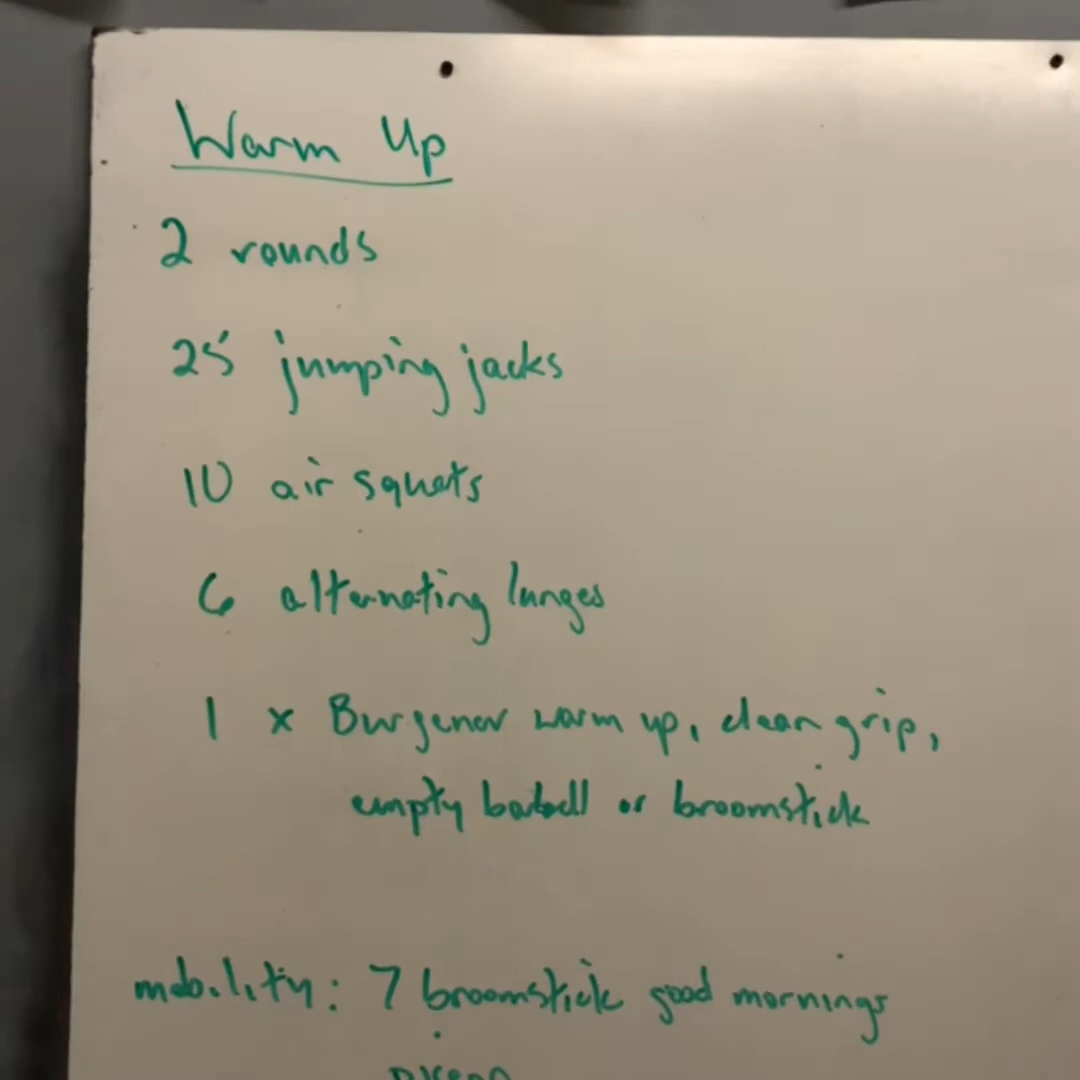 Warm Up
2 rounds
25 jumping jacks
10 air squats
6 alternating lunges
1 x Burgener warm up, clean grip,
empty barbell or broomstick
mobility: 7 broomstick good mornings